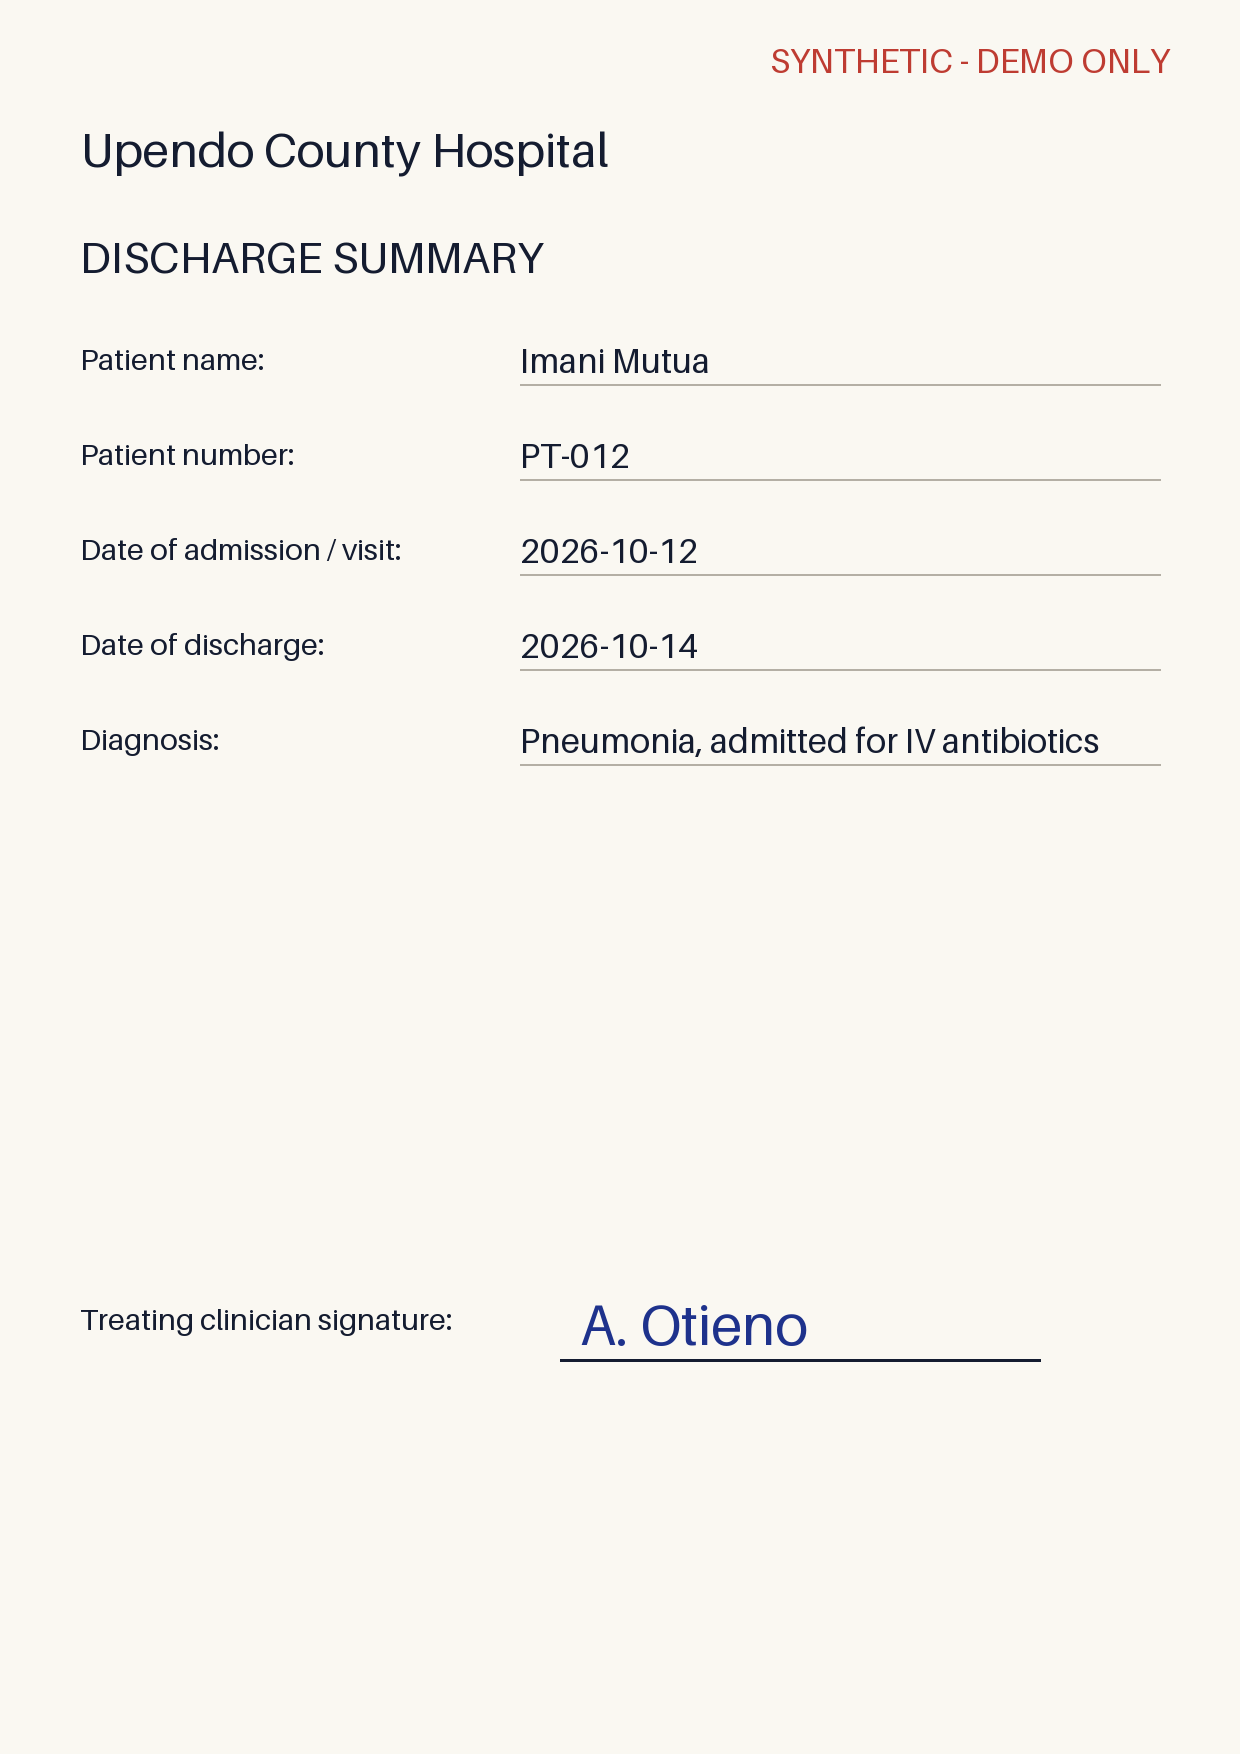 SYNTHETIC - DEMO ONLY
Upendo County Hospital
DISCHARGE SUMMARY
Patient name: Imani Mutua
Patient number: PT-012
Date of admission / visit: 2026-10-12
Date of discharge: 2026-10-14
Diagnosis: Pneumonia, admitted for IV antibiotics
Treating clinician signature: A. Otieno